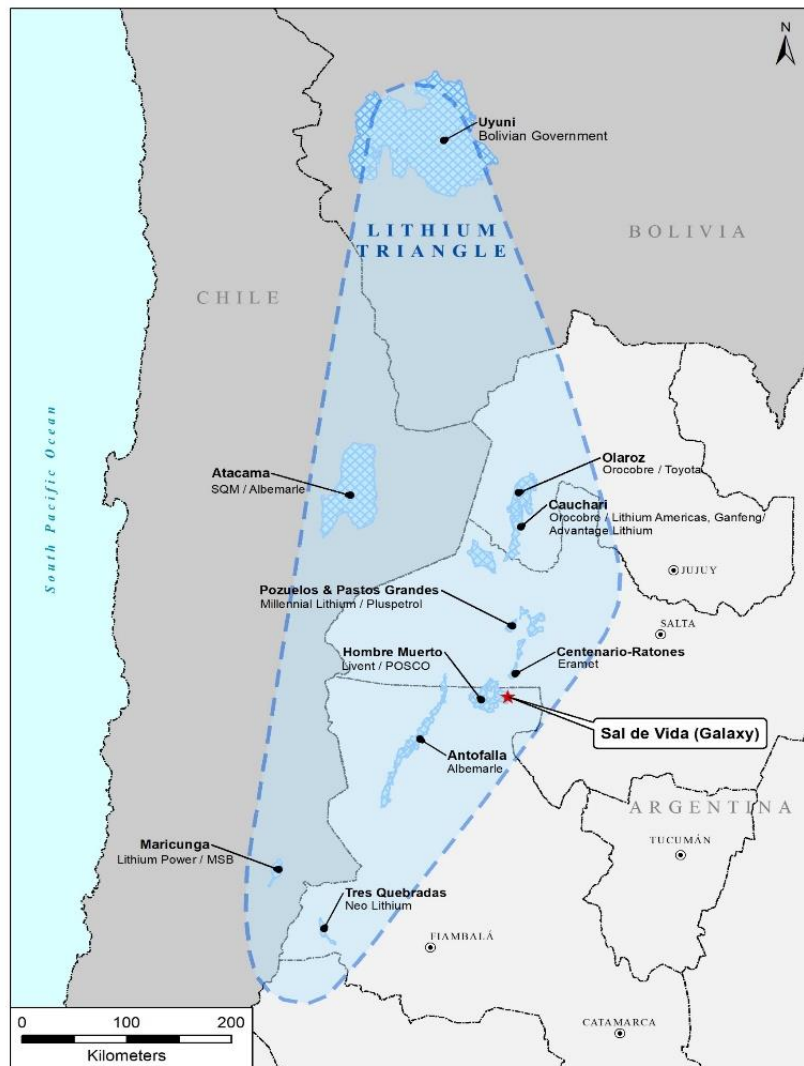 N
Uyuni
Bolivian Government
LITHIUM
TRIANGLE
BOLIVIA
CHILE
South Pacific Ocean
Atacama
SQM / Albemarle
Olaroz
Orocobre / Toyota
Cauchari
Orocobre / Lithium Americas, Ganfeng/
Advantage Lithium
JUJUY
Pozuelos & Pastos Grandes
Millennial Lithium / Pluspetrol
SALTA
Hombre Muerto
Livent / POSCO
Centenario-Ratones
Eramet
Sal de Vida (Galaxy)
Antofalla
Albemarle
ARGENTINA
TUCUMÁN
Maricunga
Lithium Power / MSB
Tres Quebradas
Neo Lithium
FIAMBALÁ
CATAMARCA
0 100 200
Kilometers